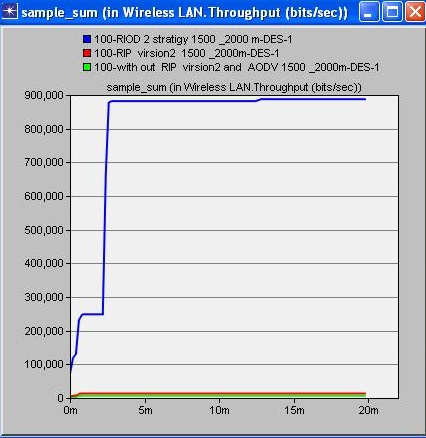 sample_sum (in Wireless LAN.Throughput (bits/sec))
100-RIOD 2 stratigy 1500 _2000 m-DES-1
100-RIP virsion2 1500 _2000m-DES-1
100-with out RIP virsion2 and AODV 1500 _2000m-DES-1
sample_sum (in Wireless LAN.Throughput (bits/sec))
900,000
800,000
700,000
600,000
500,000
400,000
300,000
200,000
100,000
0
0m 5m 10m 15m 20m